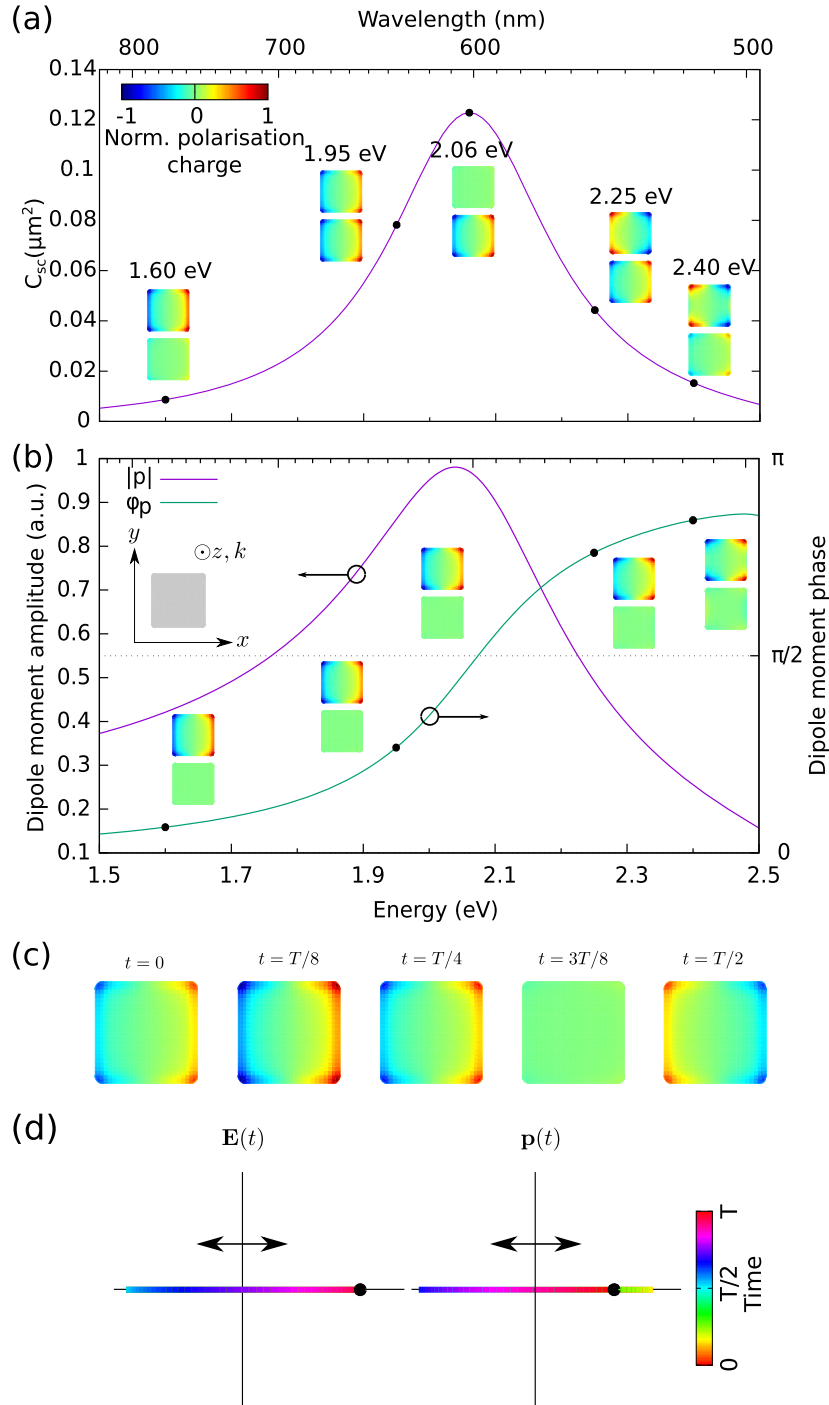 (a)
Wavelength (nm)
800 700 600 500
0.14
0.12
0.1
0.08
0.06
0.04
0.02
0
C_sc(μm²)
-1 0 1
Norm. polarisation
charge
1.60 eV
1.95 eV
2.06 eV
2.25 eV
2.40 eV
(b)
1
0.9
0.8
0.7
0.6
0.5
0.4
0.3
0.2
0.1
Dipole moment amplitude (a.u.)
|p|
φp
y
⊙z, k
x
π
π/2
0
Dipole moment phase
1.5 1.7 1.9 2.1 2.3 2.5
Energy (eV)
(c)
t = 0 t = T/8 t = T/4 t = 3T/8 t = T/2
(d)
E(t) p(t)
T
T/2
0
Time